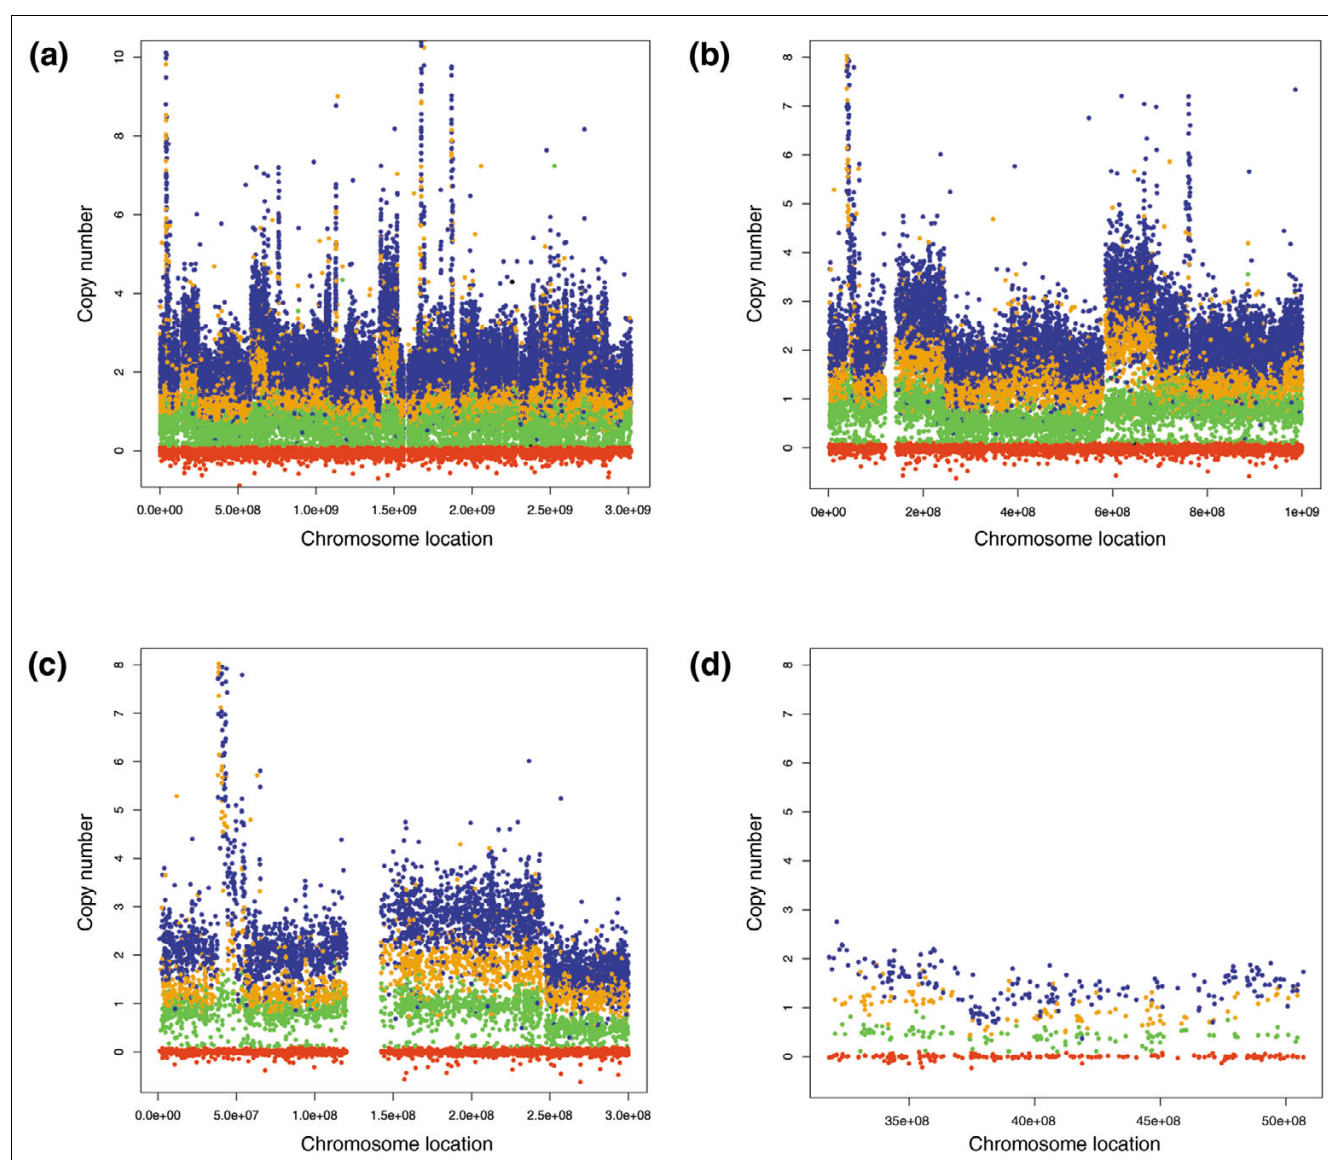 (a)
10
8
6
4
2
0
Copy number
0.0e+00 5.0e+08 1.0e+09 1.5e+09 2.0e+09 2.5e+09 3.0e+09
Chromosome location
(b)
8
7
6
5
4
3
2
1
0
Copy number
0e+00 2e+08 4e+08 6e+08 8e+08 1e+09
Chromosome location
(c)
8
7
6
5
4
3
2
1
0
Copy number
0.0e+00 5.0e+07 1.0e+08 1.5e+08 2.0e+08 2.5e+08 3.0e+08
Chromosome location
(d)
8
7
6
5
4
3
2
1
0
Copy number
35e+08 40e+08 45e+08 50e+08
Chromosome location